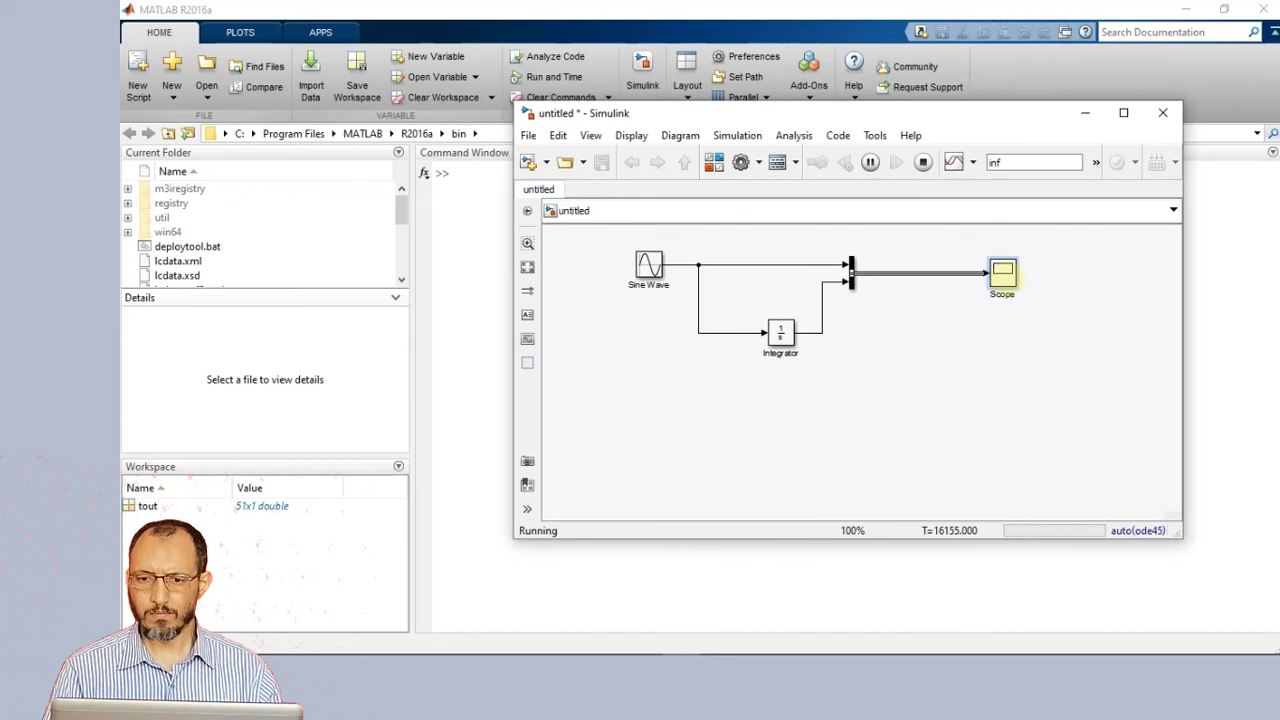 MATLAB R2016a
HOME PLOTS APPS
Search Documentation
New Script
New
Open
Find Files
Compare
Import Data
Save Workspace
New Variable
Open Variable
Clear Workspace
Analyze Code
Run and Time
Clear Commands
Simulink
Layout
Preferences
Set Path
Parallel
Add-Ons
Help
Community
Request Support
FILE
VARIABLE
C: Program Files MATLAB R2016a bin
Current Folder
Name
m3iregistry
registry
util
win64
deploytool.bat
lcdata.xml
lcdata.xsd
Details
Select a file to view details
Workspace
Name Value
tout 51x1 double
Command Window
fx >>
untitled * - Simulink
File Edit View Display Diagram Simulation Analysis Code Tools Help
inf
»
untitled
untitled
Sine Wave
1
s
Integrator
Scope
»
Running 100% T=16155.000 auto(ode45)